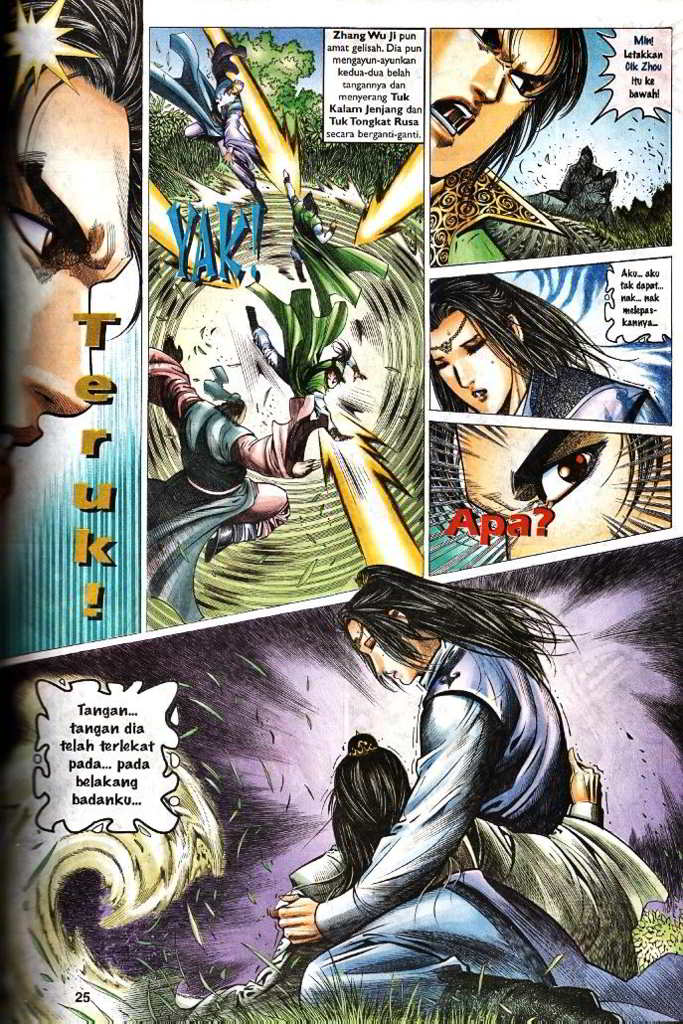 Teruk!
Zhang Wu Ji pun
amat gelisah. Dia pun
mengayun-ayunkan
kedua-dua belah
tangannya dan
menyerang Tuk
Kalam Jenjang dan
Tuk Tongkat Rusa
secara berganti-ganti.
YAK!
Min!
Letakkan
Cik Zhou
itu ke
bawah!
Aku... aku
tak dapat...
nak... nak
melepas-
kannya...
Apa?
Tangan...
tangan dia
telah terlekat
pada... pada
belakang
badanku...
25